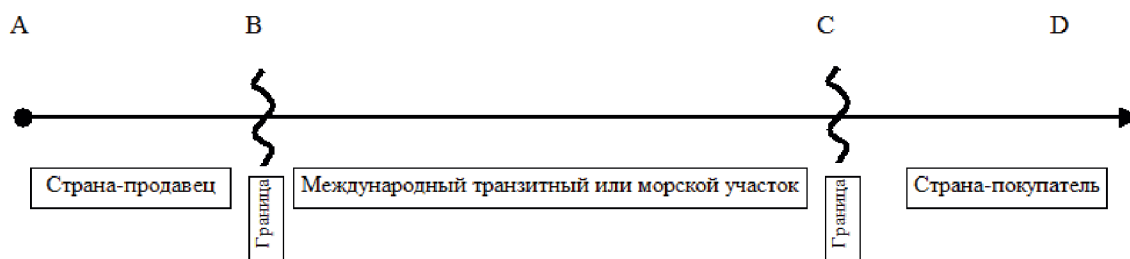 A B C D
Страна-продавец
Граница
Международный транзитный или морской участок
Граница
Страна-покупатель